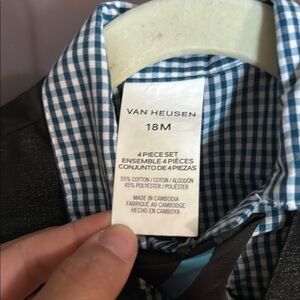 VAN HEUSEN
18M
4 PIECE SET
ENSEMBLE 4 PIÈCES
CONJUNTO DE 4 PIEZAS
55% COTTON / COTON / ALGODÓN
45% POLYESTER / POLIÉSTER
MADE IN CAMBODIA
FABRIQUÉ AU CAMBODGE
HECHO EN CAMBOYA